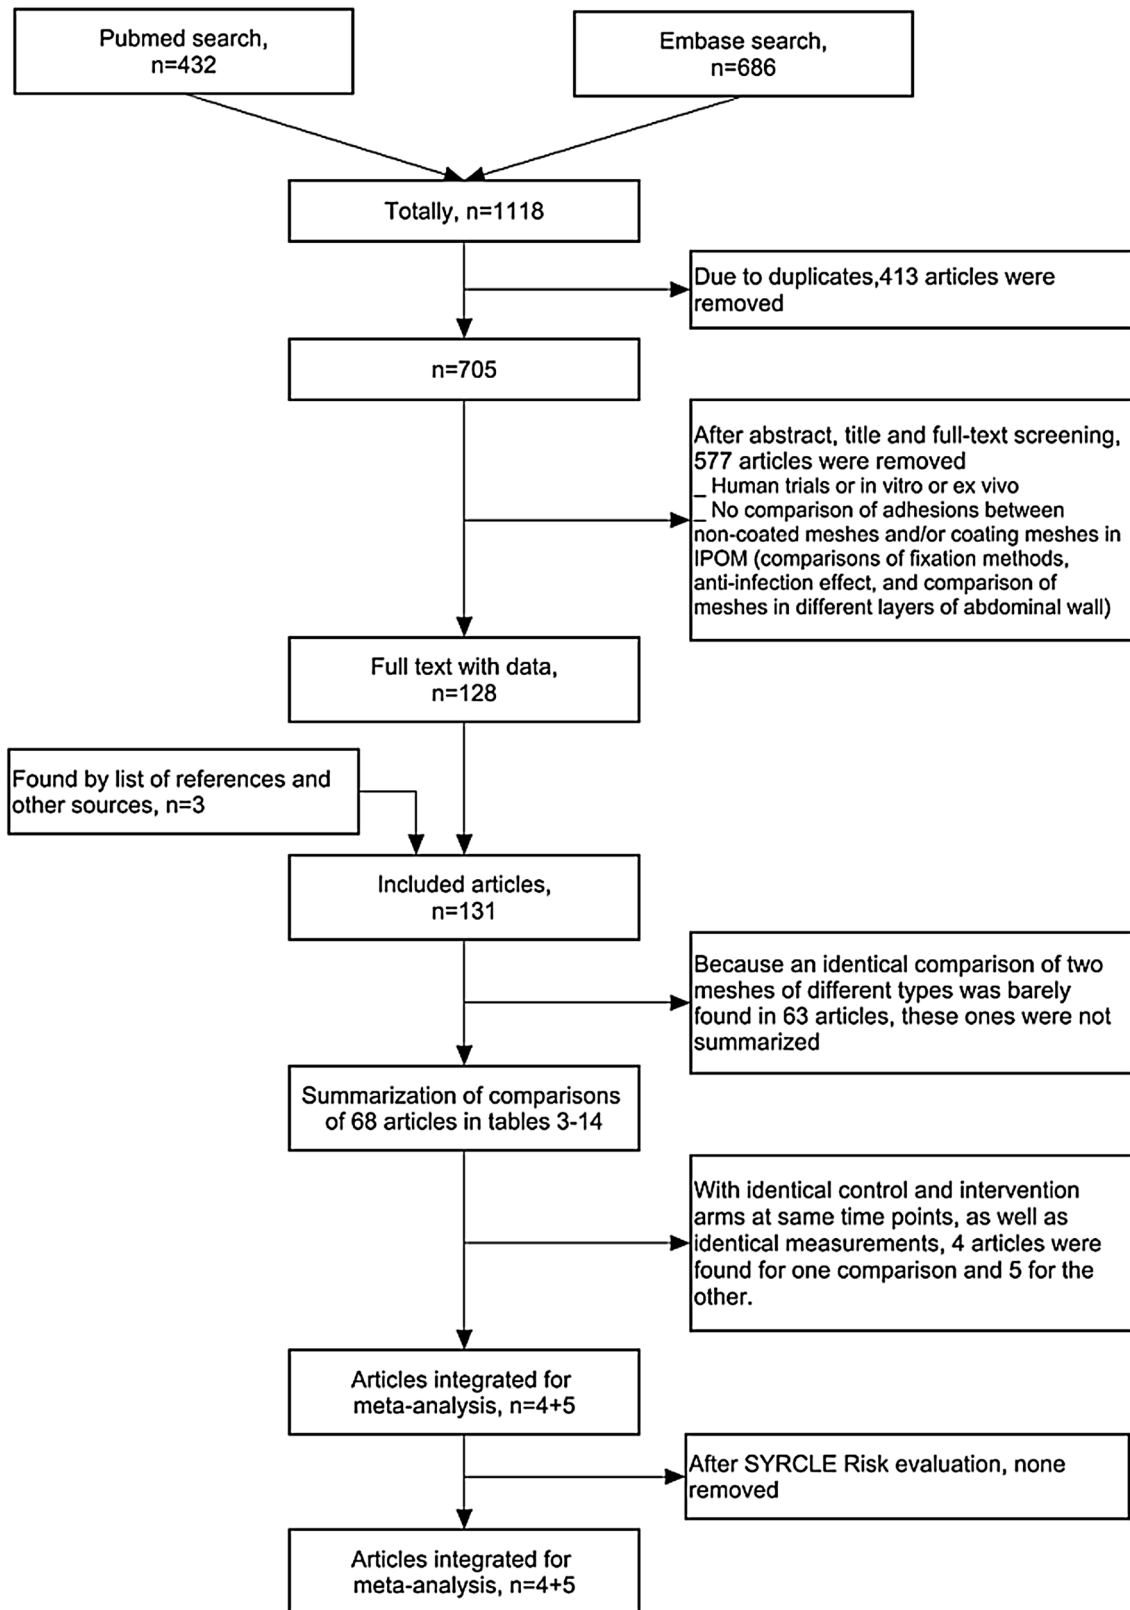 Pubmed search,
n=432
Embase search,
n=686
Totally, n=1118
Due to duplicates,413 articles were
removed
n=705
After abstract, title and full-text screening,
577 articles were removed
_ Human trials or in vitro or ex vivo
_ No comparison of adhesions between
non-coated meshes and/or coating meshes in
IPOM (comparisons of fixation methods,
anti-infection effect, and comparison of
meshes in different layers of abdominal wall)
Full text with data,
n=128
Found by list of references and
other sources, n=3
Included articles,
n=131
Because an identical comparison of two
meshes of different types was barely
found in 63 articles, these ones were not
summarized
Summarization of comparisons
of 68 articles in tables 3-14
With identical control and intervention
arms at same time points, as well as
identical measurements, 4 articles were
found for one comparison and 5 for the
other.
Articles integrated for
meta-analysis, n=4+5
After SYRCLE Risk evaluation, none
removed
Articles integrated for
meta-analysis, n=4+5